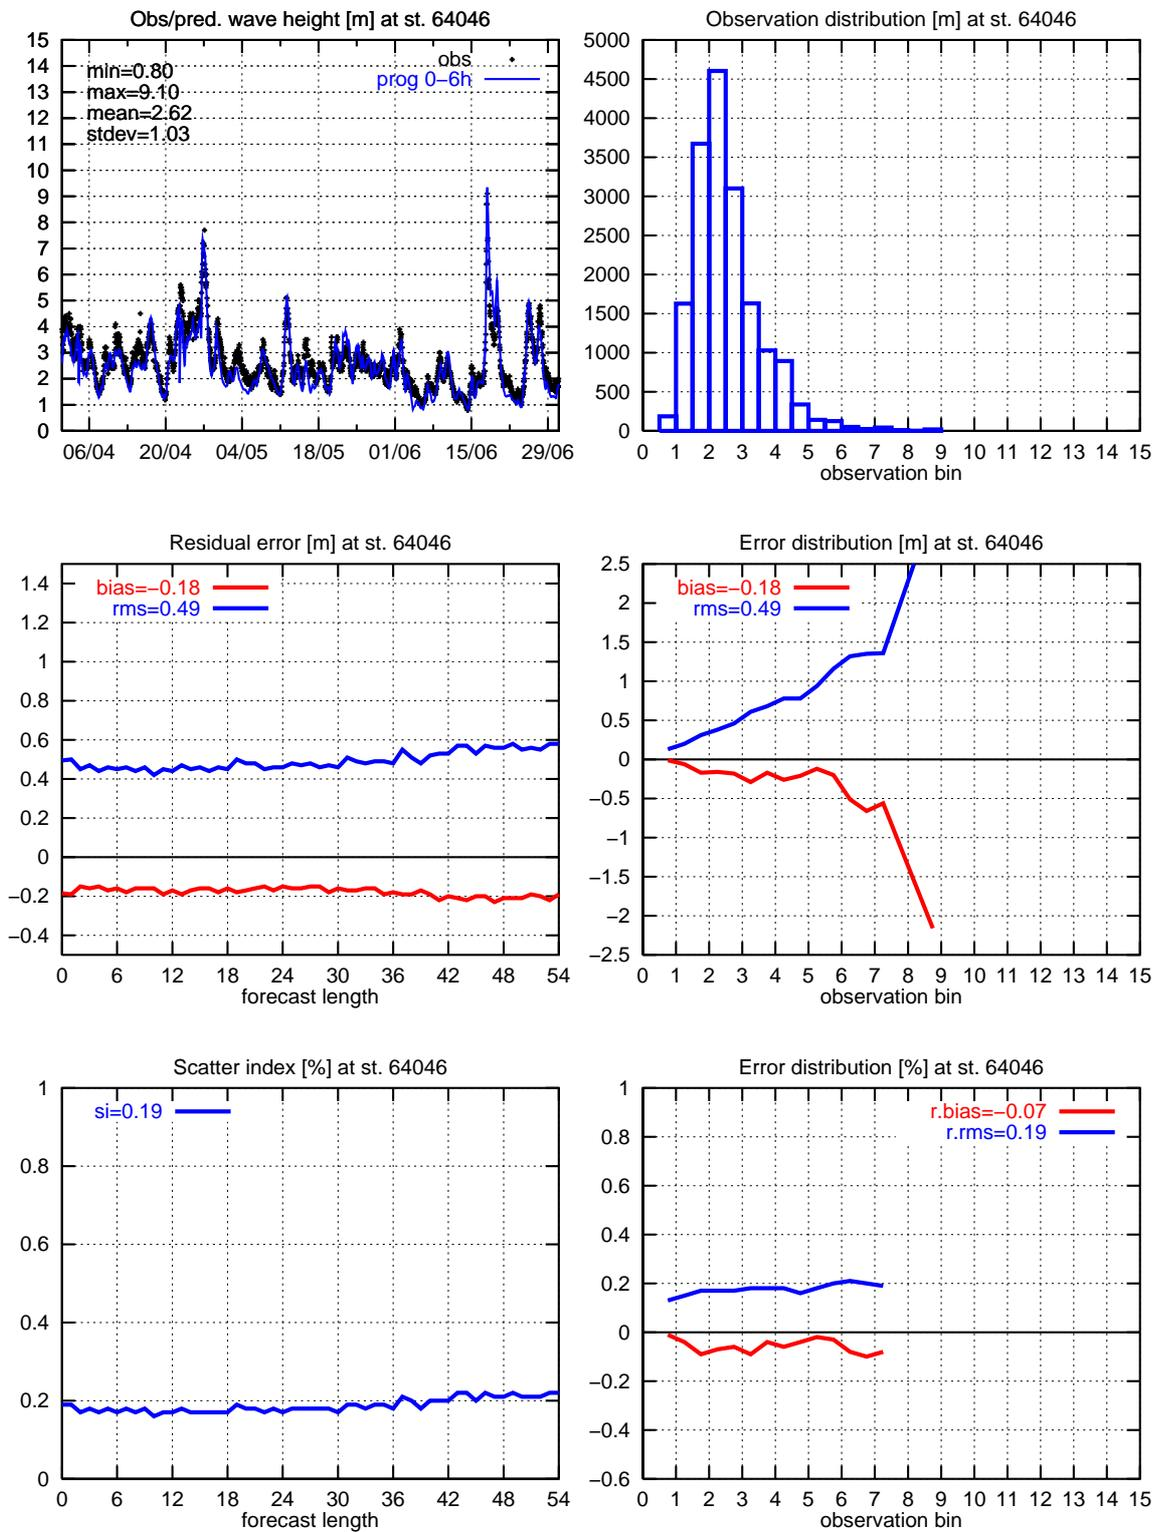 Obs/pred. wave height [m] at st. 64046
15
14
13
12
11
10
9
8
7
6
5
4
3
2
1
0
min=0.80
max=9.10
mean=2.62
stdev=1.03
obs
prog 0−6h
06/04 20/04 04/05 18/05 01/06 15/06 29/06
Observation distribution [m] at st. 64046
5000
4500
4000
3500
3000
2500
2000
1500
1000
500
0
0 1 2 3 4 5 6 7 8 9 10 11 12 13 14 15
observation bin
Residual error [m] at st. 64046
1.4
1.2
1
0.8
0.6
0.4
0.2
0
−0.2
−0.4
bias=−0.18
rms=0.49
0 6 12 18 24 30 36 42 48 54
forecast length
Error distribution [m] at st. 64046
2.5
2
1.5
1
0.5
0
−0.5
−1
−1.5
−2
−2.5
bias=−0.18
rms=0.49
0 1 2 3 4 5 6 7 8 9 10 11 12 13 14 15
observation bin
Scatter index [%] at st. 64046
1
0.8
0.6
0.4
0.2
0
si=0.19
0 6 12 18 24 30 36 42 48 54
forecast length
Error distribution [%] at st. 64046
1
0.8
0.6
0.4
0.2
0
−0.2
−0.4
−0.6
r.bias=−0.07
r.rms=0.19
0 1 2 3 4 5 6 7 8 9 10 11 12 13 14 15
observation bin